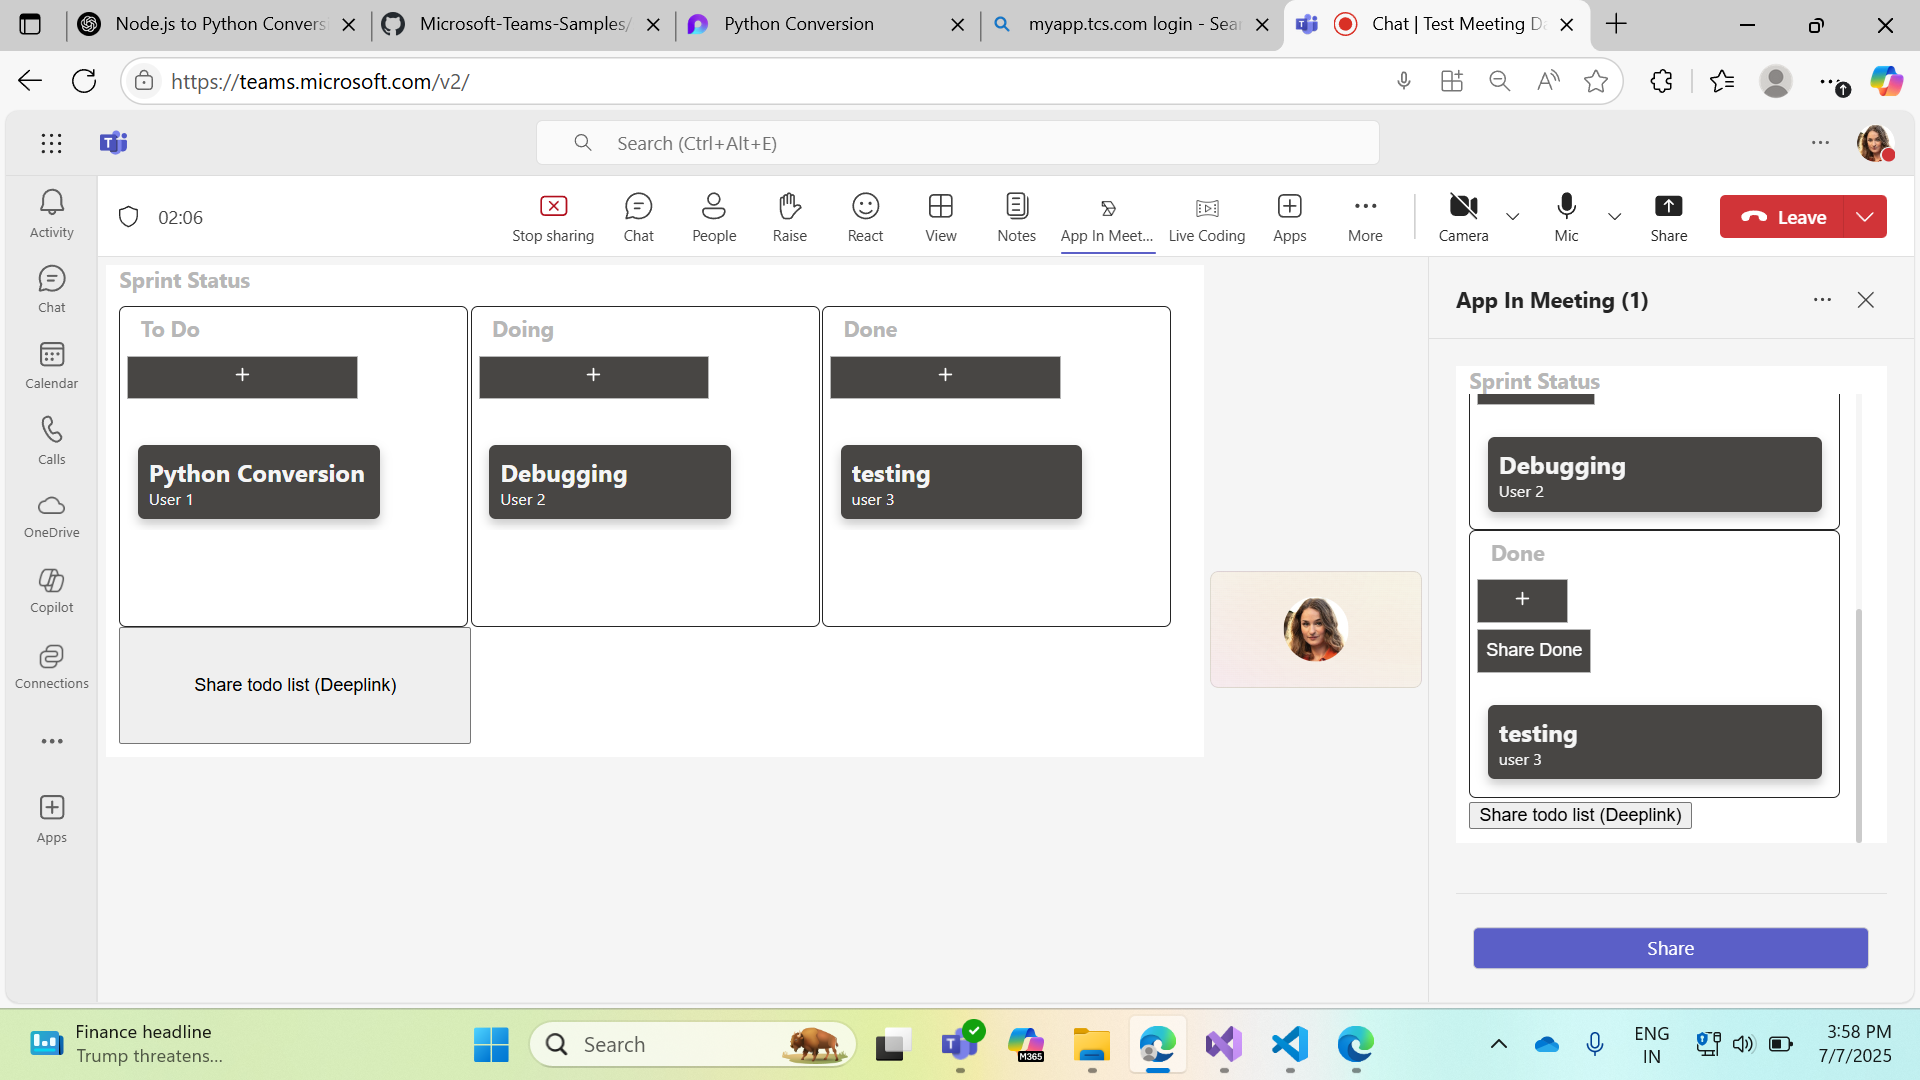 Node.js to Python Conversi
Microsoft-Teams-Samples/
Python Conversion
myapp.tcs.com login - Sear
Chat | Test Meeting Da
https://teams.microsoft.com/v2/
Search (Ctrl+Alt+E)
Activity
Chat
Calendar
Calls
OneDrive
Copilot
Connections
Apps
02:06
Stop sharing
Chat
People
Raise
React
View
Notes
App In Meet...
Live Coding
Apps
More
Camera
Mic
Share
Leave
Sprint Status
To Do
+
Python Conversion
User 1
Doing
+
Debugging
User 2
Done
+
testing
user 3
Share todo list (Deeplink)
App In Meeting (1)
Sprint Status
Debugging
User 2
Done
+
Share Done
testing
user 3
Share todo list (Deeplink)
Share
Finance headline
Trump threatens...
Search
M365
ENG
IN
3:58 PM
7/7/2025